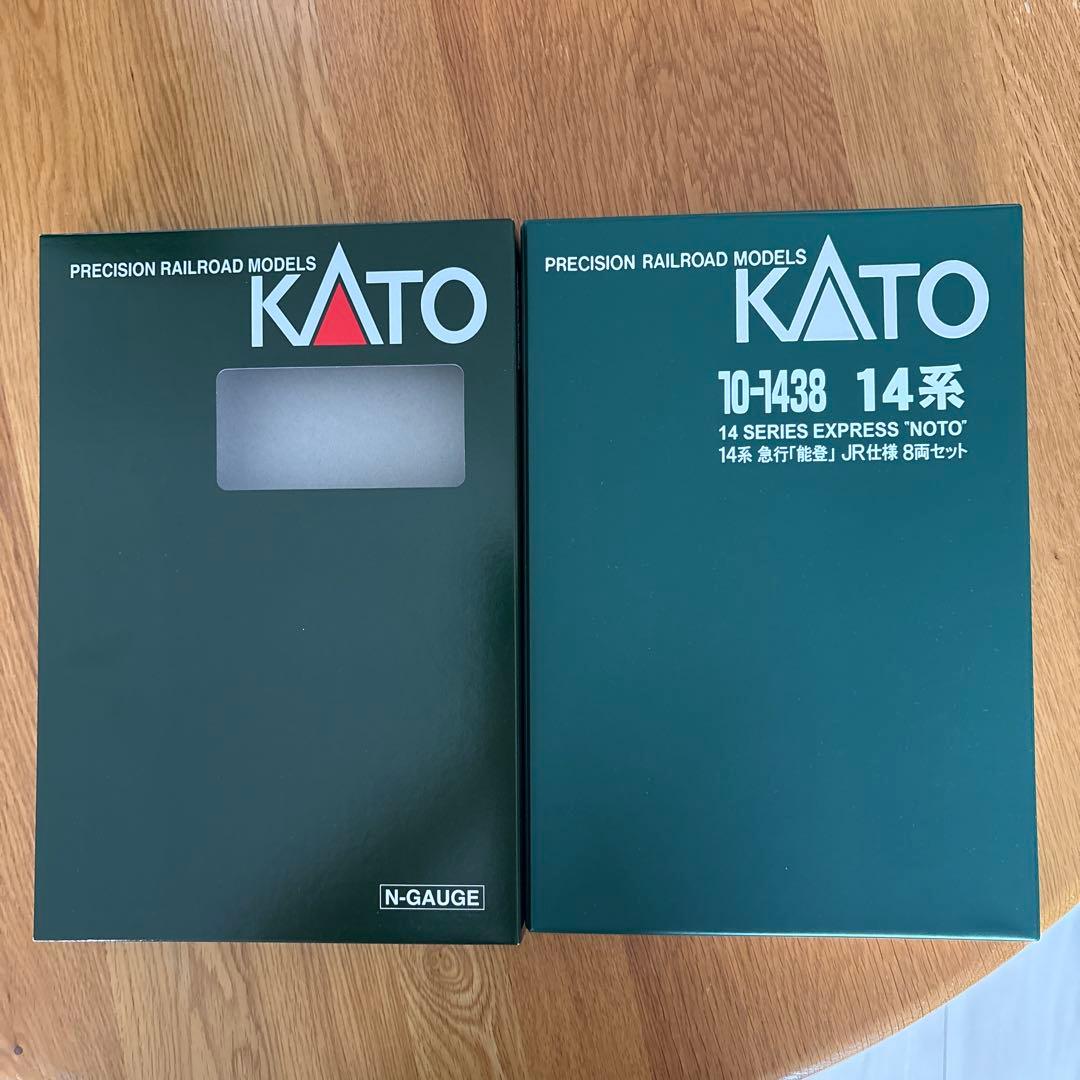 PRECISION RAILROAD MODELS
KATO
N-GAUGE
PRECISION RAILROAD MODELS
KATO
10-1438 14系
14 SERIES EXPRESS "NOTO"
14系 急行「能登」 JR仕様 8両セット